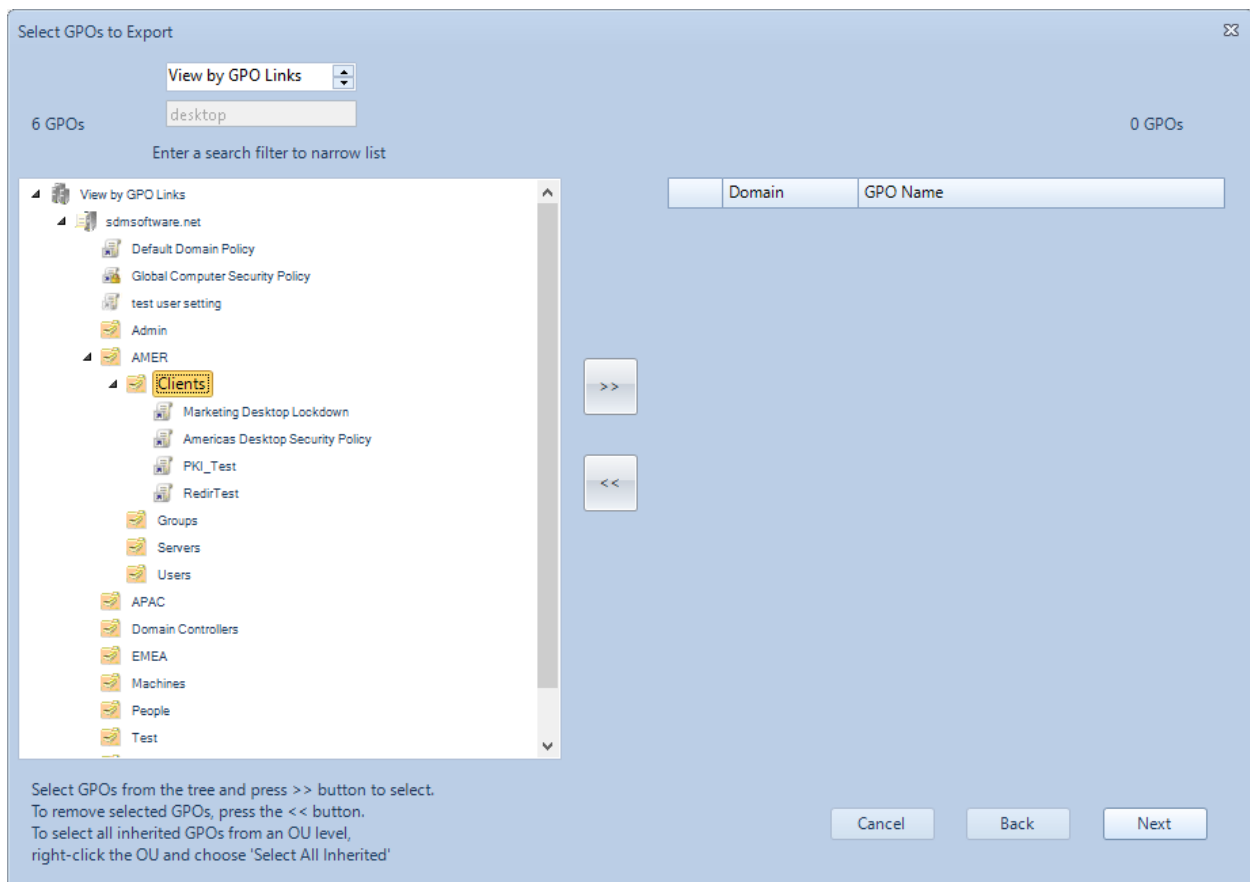 Select GPOs to Export
View by GPO Links
desktop
6 GPOs
0 GPOs
Enter a search filter to narrow list
View by GPO Links
sdmsoftware.net
Default Domain Policy
Global Computer Security Policy
test user setting
Admin
AMER
Clients
Marketing Desktop Lockdown
Americas Desktop Security Policy
PKI_Test
RedirTest
Groups
Servers
Users
APAC
Domain Controllers
EMEA
Machines
People
Test
>>
<<
Domain GPO Name
Select GPOs from the tree and press >> button to select.
To remove selected GPOs, press the << button.
To select all inherited GPOs from an OU level,
right-click the OU and choose 'Select All Inherited'
Cancel Back Next